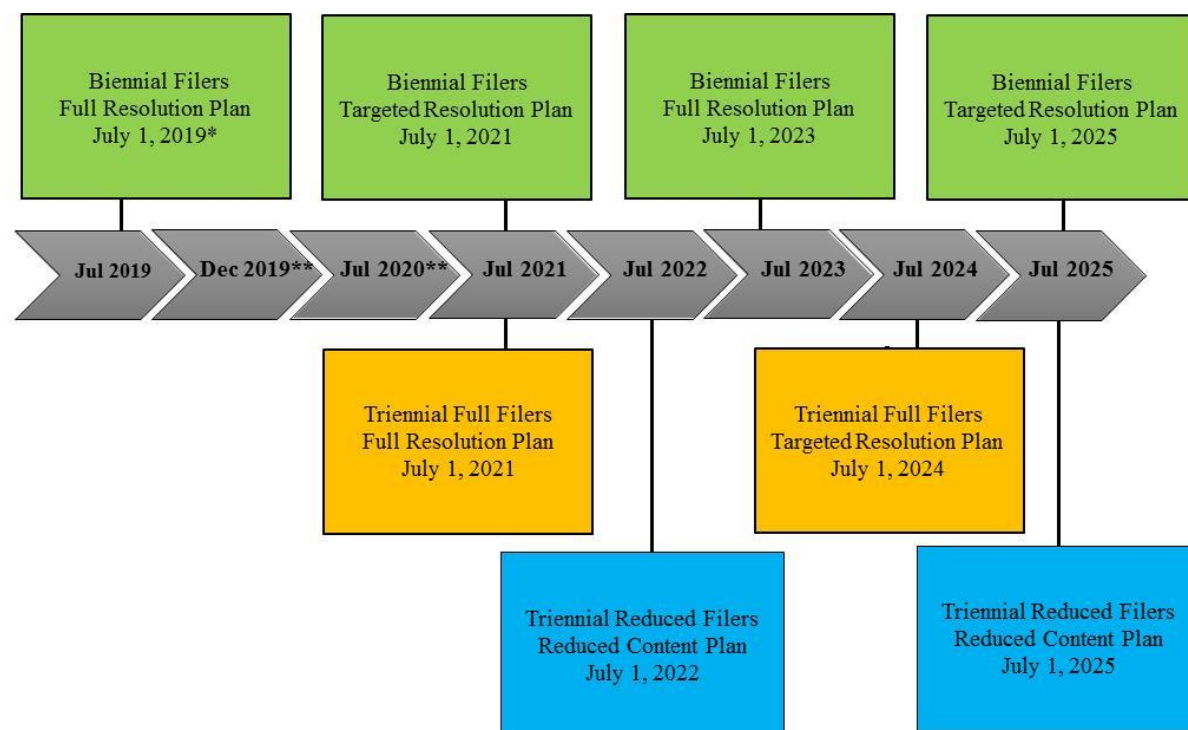 Biennial Filers
Full Resolution Plan
July 1, 2019*
Biennial Filers
Targeted Resolution Plan
July 1, 2021
Biennial Filers
Full Resolution Plan
July 1, 2023
Biennial Filers
Targeted Resolution Plan
July 1, 2025
Jul 2019
Dec 2019**
Jul 2020**
Jul 2021
Jul 2022
Jul 2023
Jul 2024
Jul 2025
Triennial Full Filers
Full Resolution Plan
July 1, 2021
Triennial Full Filers
Targeted Resolution Plan
July 1, 2024
Triennial Reduced Filers
Reduced Content Plan
July 1, 2022
Triennial Reduced Filers
Reduced Content Plan
July 1, 2025